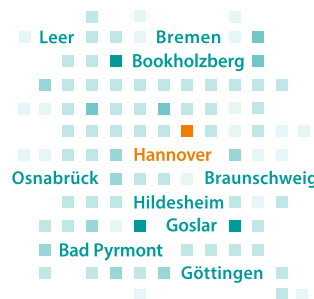 Leer Bremen
Bookholzberg
Hannover
Osnabrück Braunschweig
Hildesheim
Goslar
Bad Pyrmont
Göttingen